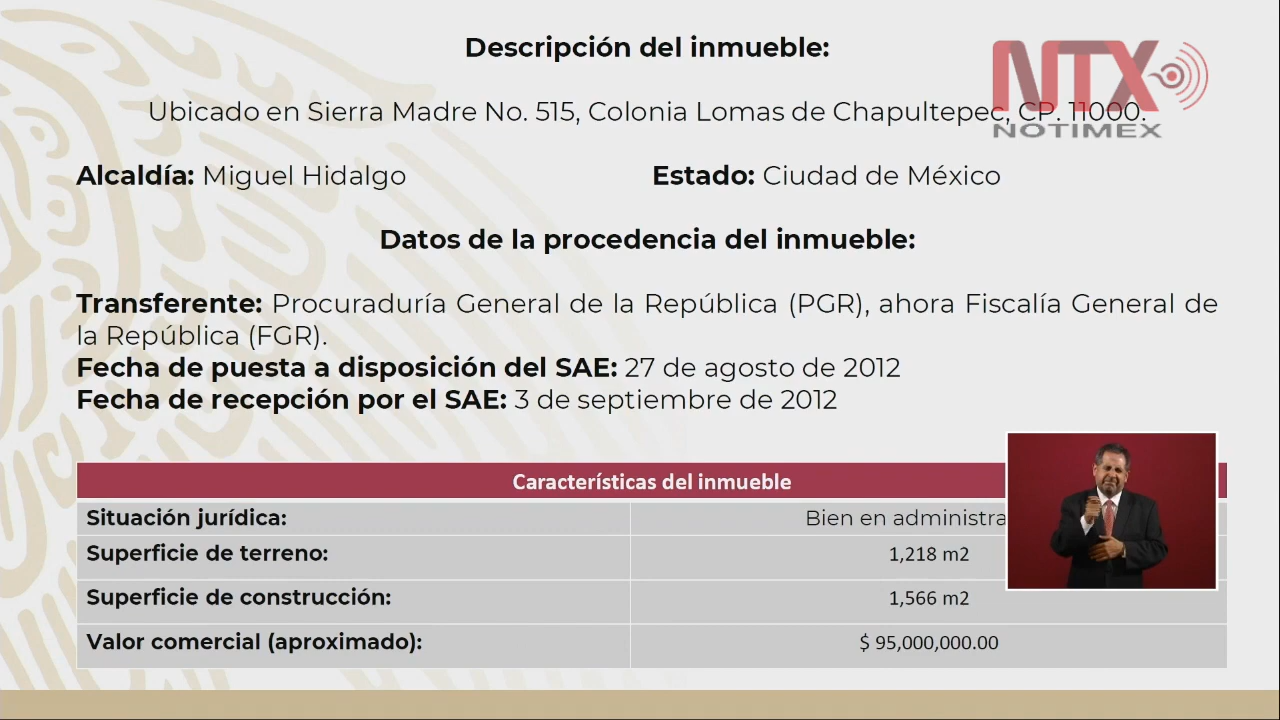 Descripción del inmueble:
NTX
Ubicado en Sierra Madre No. 515, Colonia Lomas de Chapultepec, CP. 11000.
NOTIMEX
Alcaldía: Miguel Hidalgo Estado: Ciudad de México
Datos de la procedencia del inmueble:
Transferente: Procuraduría General de la República (PGR), ahora Fiscalía General de
la República (FGR).
Fecha de puesta a disposición del SAE: 27 de agosto de 2012
Fecha de recepción por el SAE: 3 de septiembre de 2012
Características del inmueble
Situación jurídica: Bien en administra
Superficie de terreno: 1,218 m2
Superficie de construcción: 1,566 m2
Valor comercial (aproximado): $ 95,000,000.00